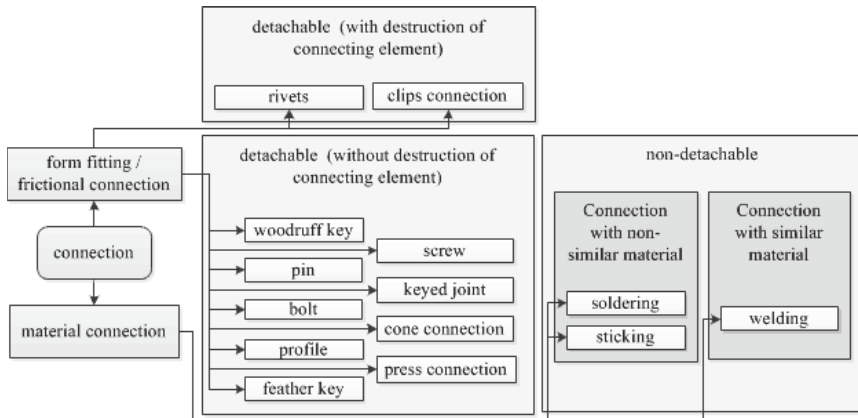 detachable (with destruction of
connecting element)
rivets
clips connection
form fitting /
frictional connection
connection
material connection
detachable (without destruction of
connecting element)
woodruff key
screw
pin
keyed joint
bolt
cone connection
profile
press connection
feather key
non-detachable
Connection
with non-
similar material
soldering
sticking
Connection
with similar
material
welding